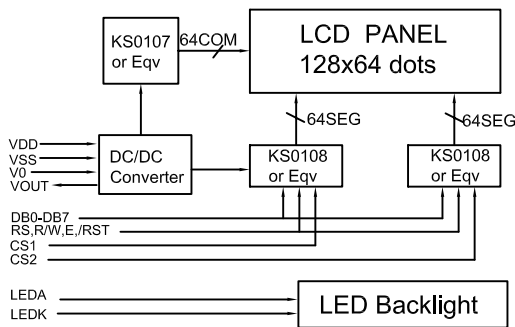 KS0107
or Eqv
64COM
LCD PANEL
128x64 dots
64SEG
64SEG
VDD
VSS
V0
VOUT
DC/DC
Converter
KS0108
or Eqv
KS0108
or Eqv
DB0-DB7
RS,R/W,E,/RST
CS1
CS2
LEDA
LEDK
LED Backlight